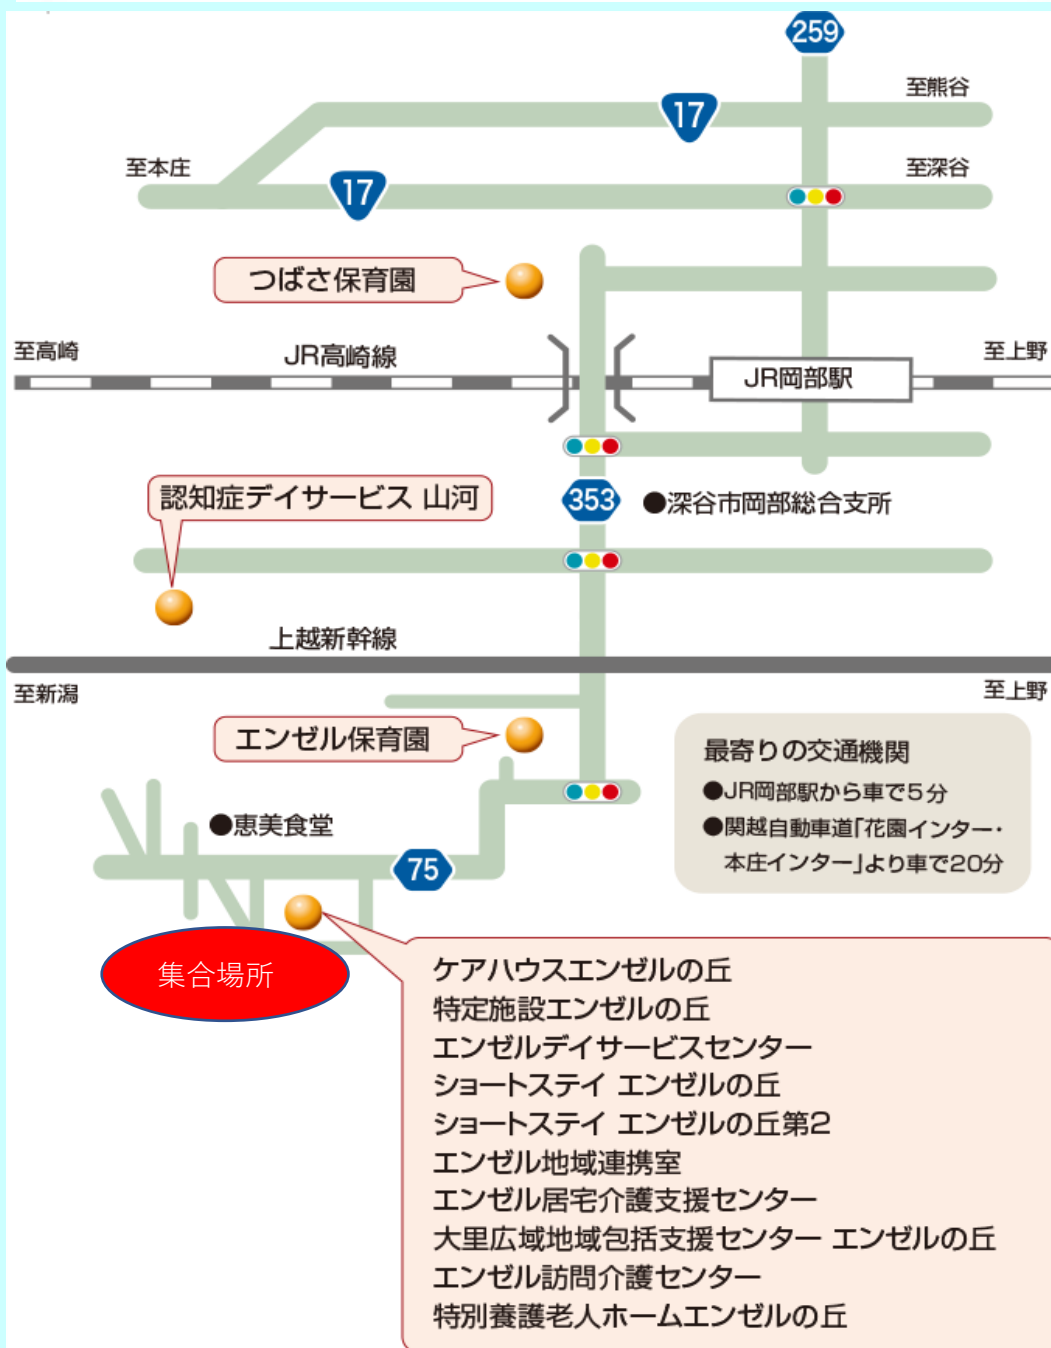 259
至熊谷
17
至本庄
至深谷
17
つばさ保育園
至高崎
JR高崎線
至上野
JR岡部駅
認知症デイサービス 山河
353
●深谷市岡部総合支所
上越新幹線
至新潟
至上野
エンゼル保育園
最寄りの交通機関
●JR岡部駅から車で5分
●関越自動車道「花園インター・
本庄インター」より車で20分
●恵美食堂
75
集合場所
ケアハウスエンゼルの丘
特定施設エンゼルの丘
エンゼルデイサービスセンター
ショートステイ エンゼルの丘
ショートステイ エンゼルの丘第2
エンゼル地域連携室
エンゼル居宅介護支援センター
大里広域地域包括支援センター エンゼルの丘
エンゼル訪問介護センター
特別養護老人ホームエンゼルの丘